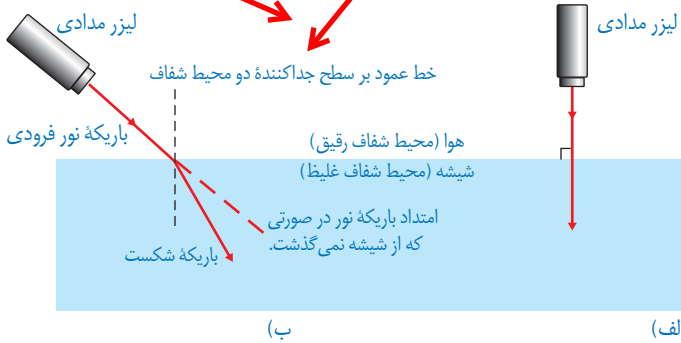 لیزر مدادی
لیزر مدادی
خط عمود بر سطح جداکنندهٔ دو محیط شفاف
باریکهٔ نور فرودی
هوا (محیط شفاف رقیق)
شیشه (محیط شفاف غلیظ)
امتداد باریکهٔ نور در صورتی
که از شیشه نمی‌گذشت.
باریکهٔ شکست
لف)
ب)